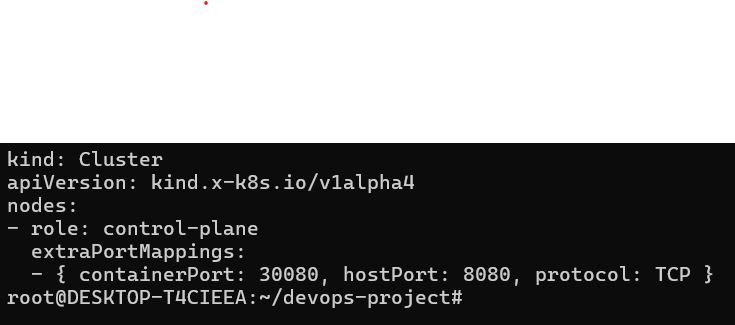 kind: Cluster
apiVersion: kind.x-k8s.io/v1alpha4
nodes:
- role: control-plane
  extraPortMappings:
  - { containerPort: 30080, hostPort: 8080, protocol: TCP }
root@DESKTOP-T4CIEEA:~/devops-project#